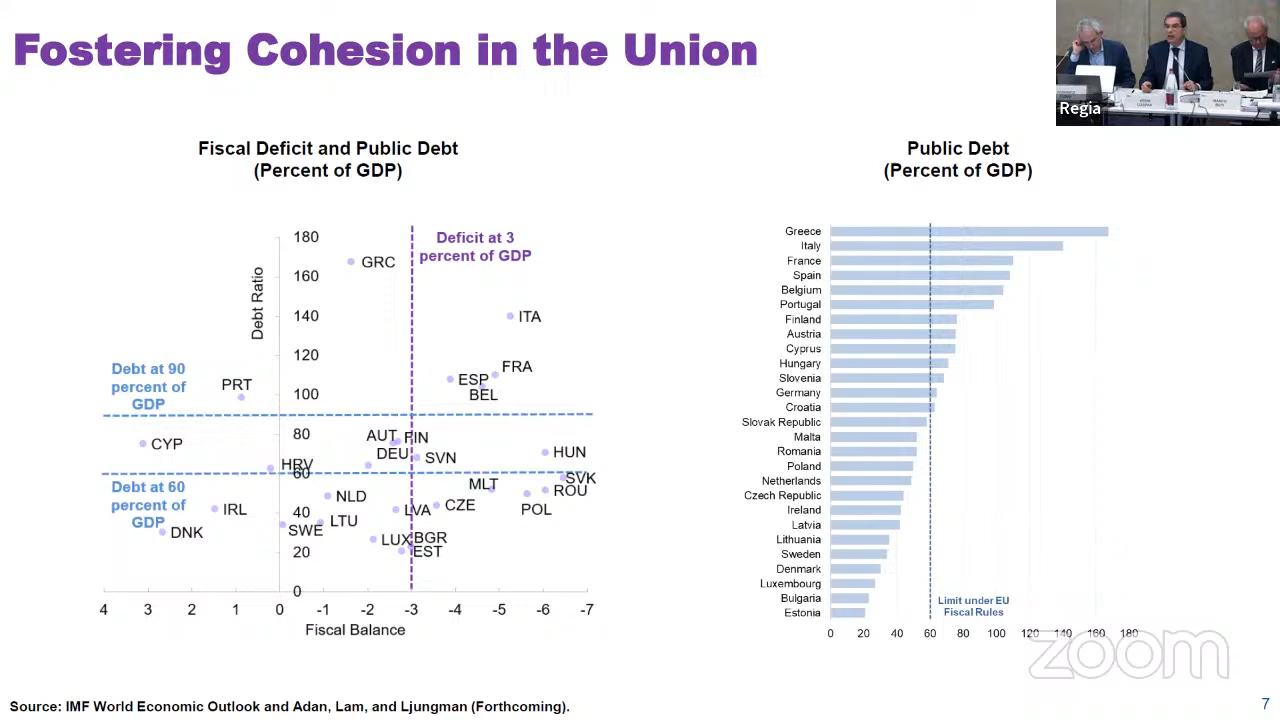 Fostering Cohesion in the Union
Regia
Fiscal Deficit and Public Debt
(Percent of GDP)
Debt Ratio
180
160
140
120
100
80
60
40
20
0
4 3 2 1 0 -1 -2 -3 -4 -5 -6 -7
Fiscal Balance
Deficit at 3
percent of GDP
Debt at 90
percent of
GDP
Debt at 60
percent of
GDP
GRC
ITA
FRA
ESP
BEL
PRT
CYP
AUT
FIN
DEU
SVN
HUN
HRV
SVK
MLT
ROU
NLD
POL
CZE
LVA
IRL
LTU
SWE
DNK
LUX
BGR
EST
Public Debt
(Percent of GDP)
Greece
Italy
France
Spain
Belgium
Portugal
Finland
Austria
Cyprus
Hungary
Slovenia
Germany
Croatia
Slovak Republic
Malta
Romania
Poland
Netherlands
Czech Republic
Ireland
Latvia
Lithuania
Sweden
Denmark
Luxembourg
Bulgaria
Estonia
Limit under EU
Fiscal Rules
0 20 40 60 80 100 120 140 160 180
zoom
Source: IMF World Economic Outlook and Adan, Lam, and Ljungman (Forthcoming).
7